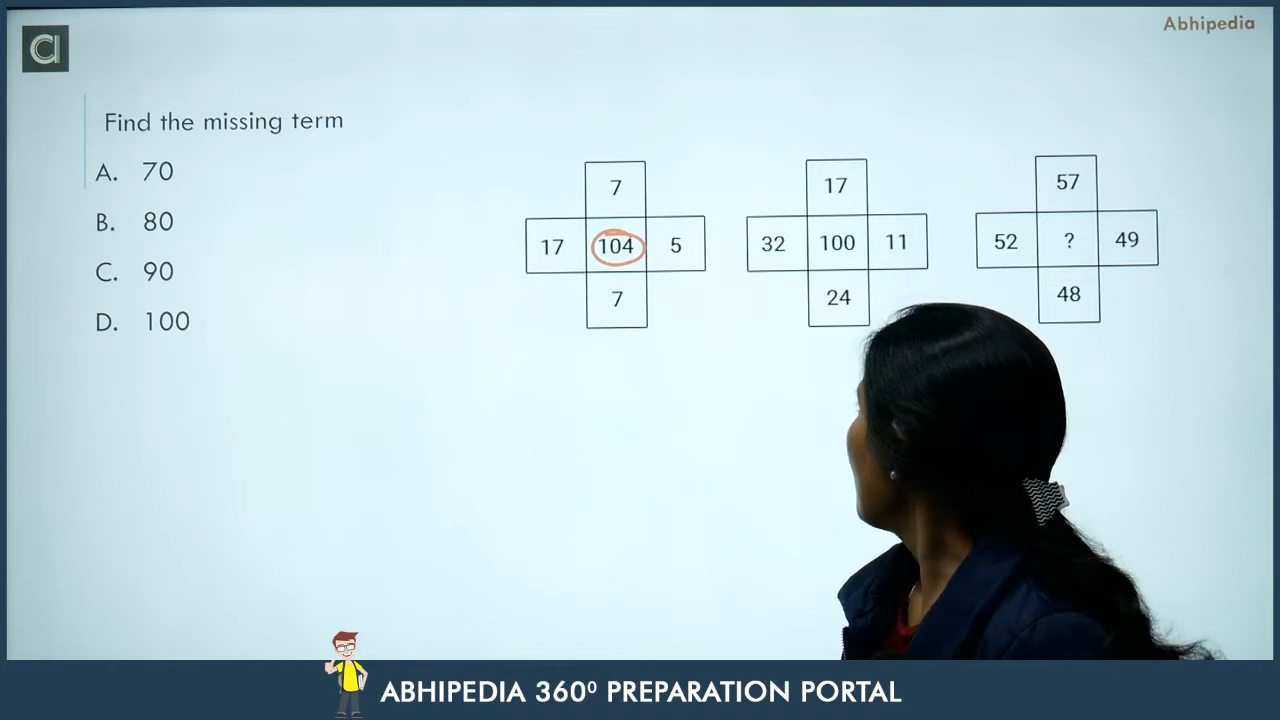 Abhipedia
Find the missing term
A. 70
B. 80
C. 90
D. 100
7
17 104 5
7
17
32 100 11
24
57
52 ? 49
48
ABHIPEDIA 360⁰ PREPARATION PORTAL